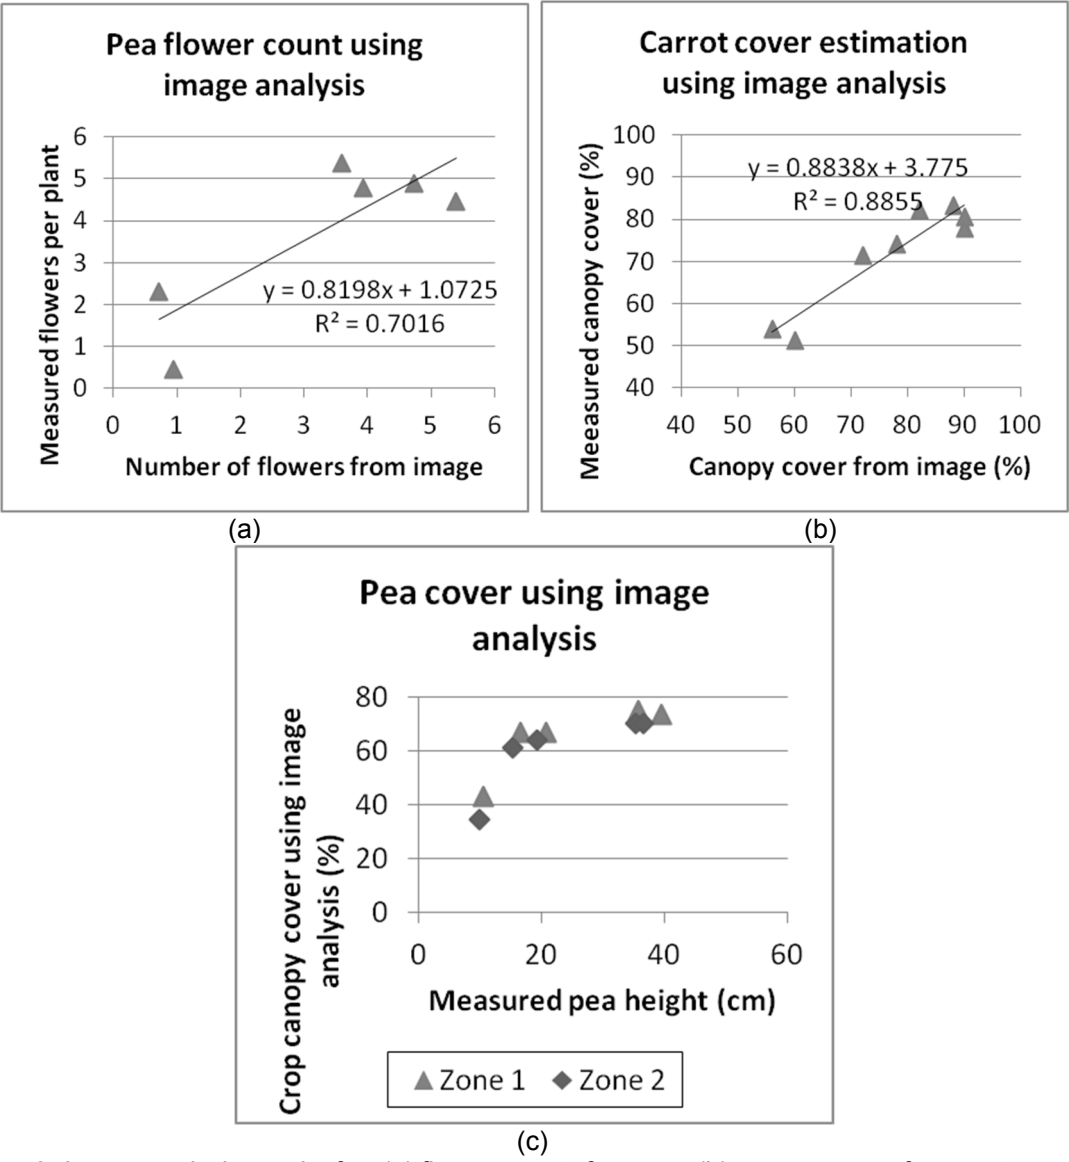 Pea flower count using
image analysis
Measured flowers per plant
6
5
4
3
2
1
0
y = 0.8198x + 1.0725
R² = 0.7016
0 1 2 3 4 5 6
Number of flowers from image
(a)
Carrot cover estimation
using image analysis
Meeasured canopy cover (%)
100
90
80
70
60
50
40
y = 0.8838x + 3.775
R² = 0.8855
40 50 60 70 80 90 100
Canopy cover from image (%)
(b)
Pea cover using image
analysis
Crop canopy cover using image
analysis (%)
80
60
40
20
0
0 20 40 60
Measured pea height (cm)
Zone 1 Zone 2
(c)